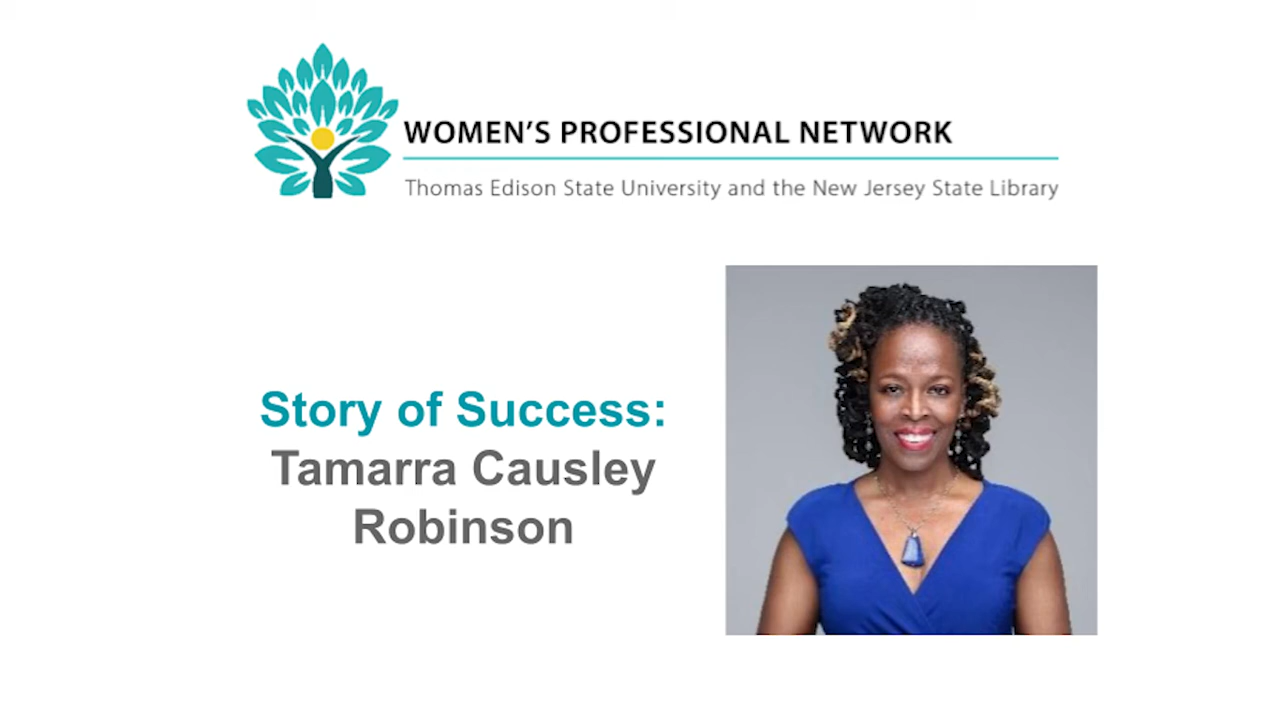 WOMEN'S PROFESSIONAL NETWORK
Thomas Edison State University and the New Jersey State Library
Story of Success:
Tamarra Causley
Robinson